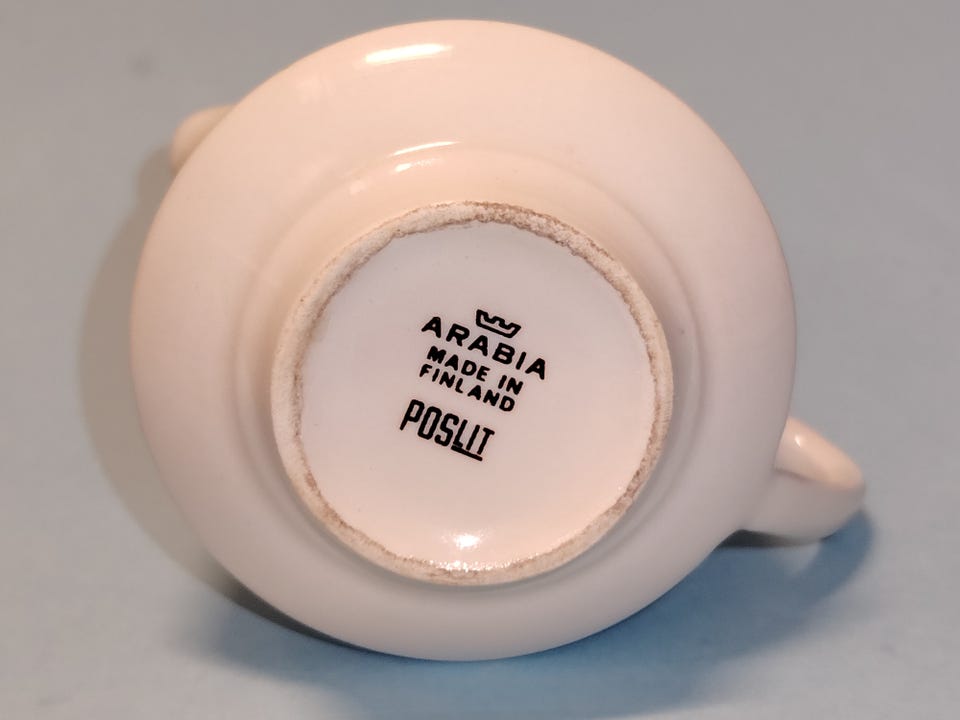 ARABIA
MADE IN
FINLAND
POSLIT